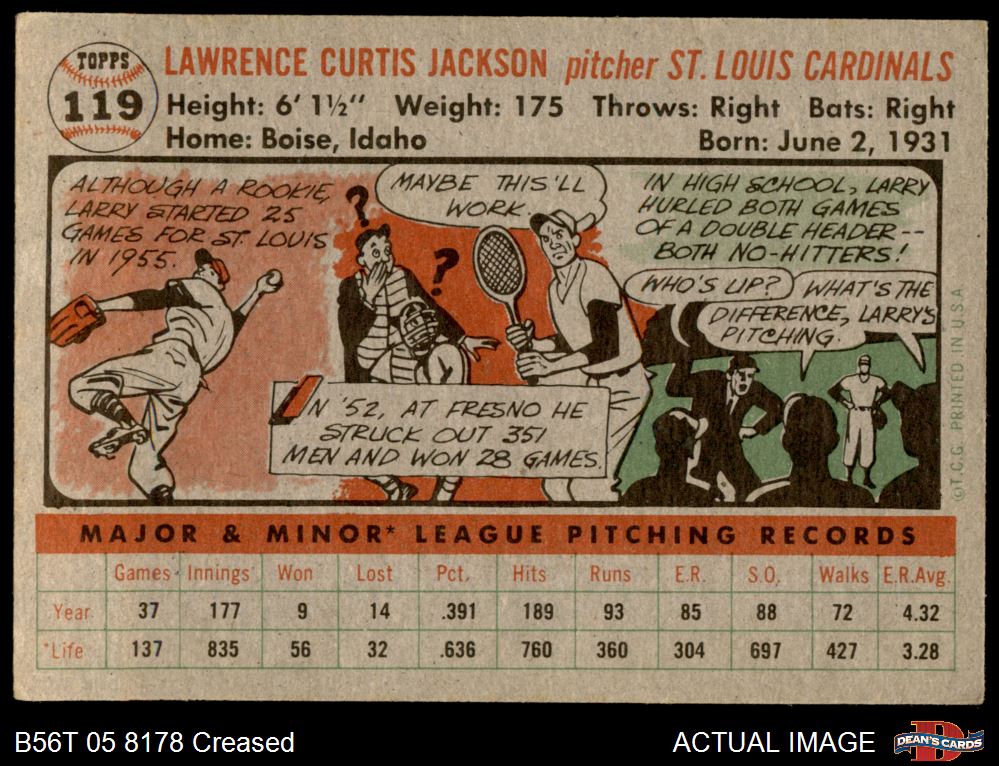 TOPPS
119
LAWRENCE CURTIS JACKSON pitcher ST. LOUIS CARDINALS
Height: 6' 1½" Weight: 175 Throws: Right Bats: Right
Home: Boise, Idaho Born: June 2, 1931
ALTHOUGH A ROOKIE,
LARRY STARTED 25
GAMES FOR ST. LOUIS
IN 1955.
? ?
MAYBE THIS'LL
WORK.
IN '52, AT FRESNO HE
STRUCK OUT 351
MEN AND WON 28 GAMES.
IN HIGH SCHOOL, LARRY
HURLED BOTH GAMES
OF A DOUBLE HEADER--
BOTH NO-HITTERS!
WHO'S UP?
WHAT'S THE
DIFFERENCE, LARRY'S
PITCHING.
©T.C.G. PRINTED IN U.S.A
MAJOR & MINOR* LEAGUE PITCHING RECORDS
Games Innings Won Lost Pct. Hits Runs E.R. S.O. Walks E.R.Avg.
Year 37 177 9 14 .391 189 93 85 88 72 4.32
*Life 137 835 56 32 .636 760 360 304 697 427 3.28
B56T 05 8178 Creased
ACTUAL IMAGE
DEAN'S CARDS